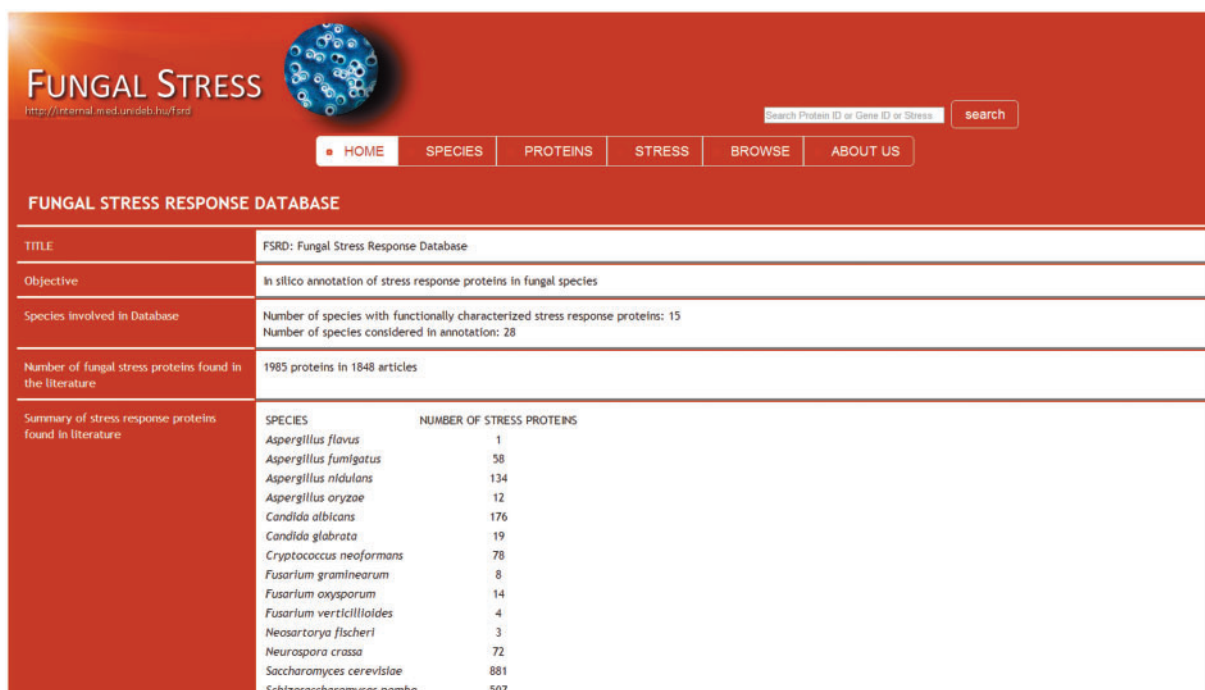 FUNGAL STRESS
http://internal.med.unideb.hu/fsrd
Search Protein ID or Gene ID or Stress
search
HOME SPECIES PROTEINS STRESS BROWSE ABOUT US
FUNGAL STRESS RESPONSE DATABASE
TITLE FSRD: Fungal Stress Response Database
Objective In silico annotation of stress response proteins in fungal species
Species involved in Database Number of species with functionally characterized stress response proteins: 15
Number of species considered in annotation: 28
Number of fungal stress proteins found in 1985 proteins in 1848 articles
the literature
Summary of stress response proteins
found in literature
SPECIES NUMBER OF STRESS PROTEINS
Aspergillus flavus 1
Aspergillus fumigatus 58
Aspergillus nidulans 134
Aspergillus oryzae 12
Candida albicans 176
Candida glabrata 19
Cryptococcus neoformans 78
Fusarium graminearum 8
Fusarium oxysporum 14
Fusarium verticillioides 4
Neosartorya fischeri 3
Neurospora crassa 72
Saccharomyces cerevisiae 881
Schizosaccharomyces pombe 507